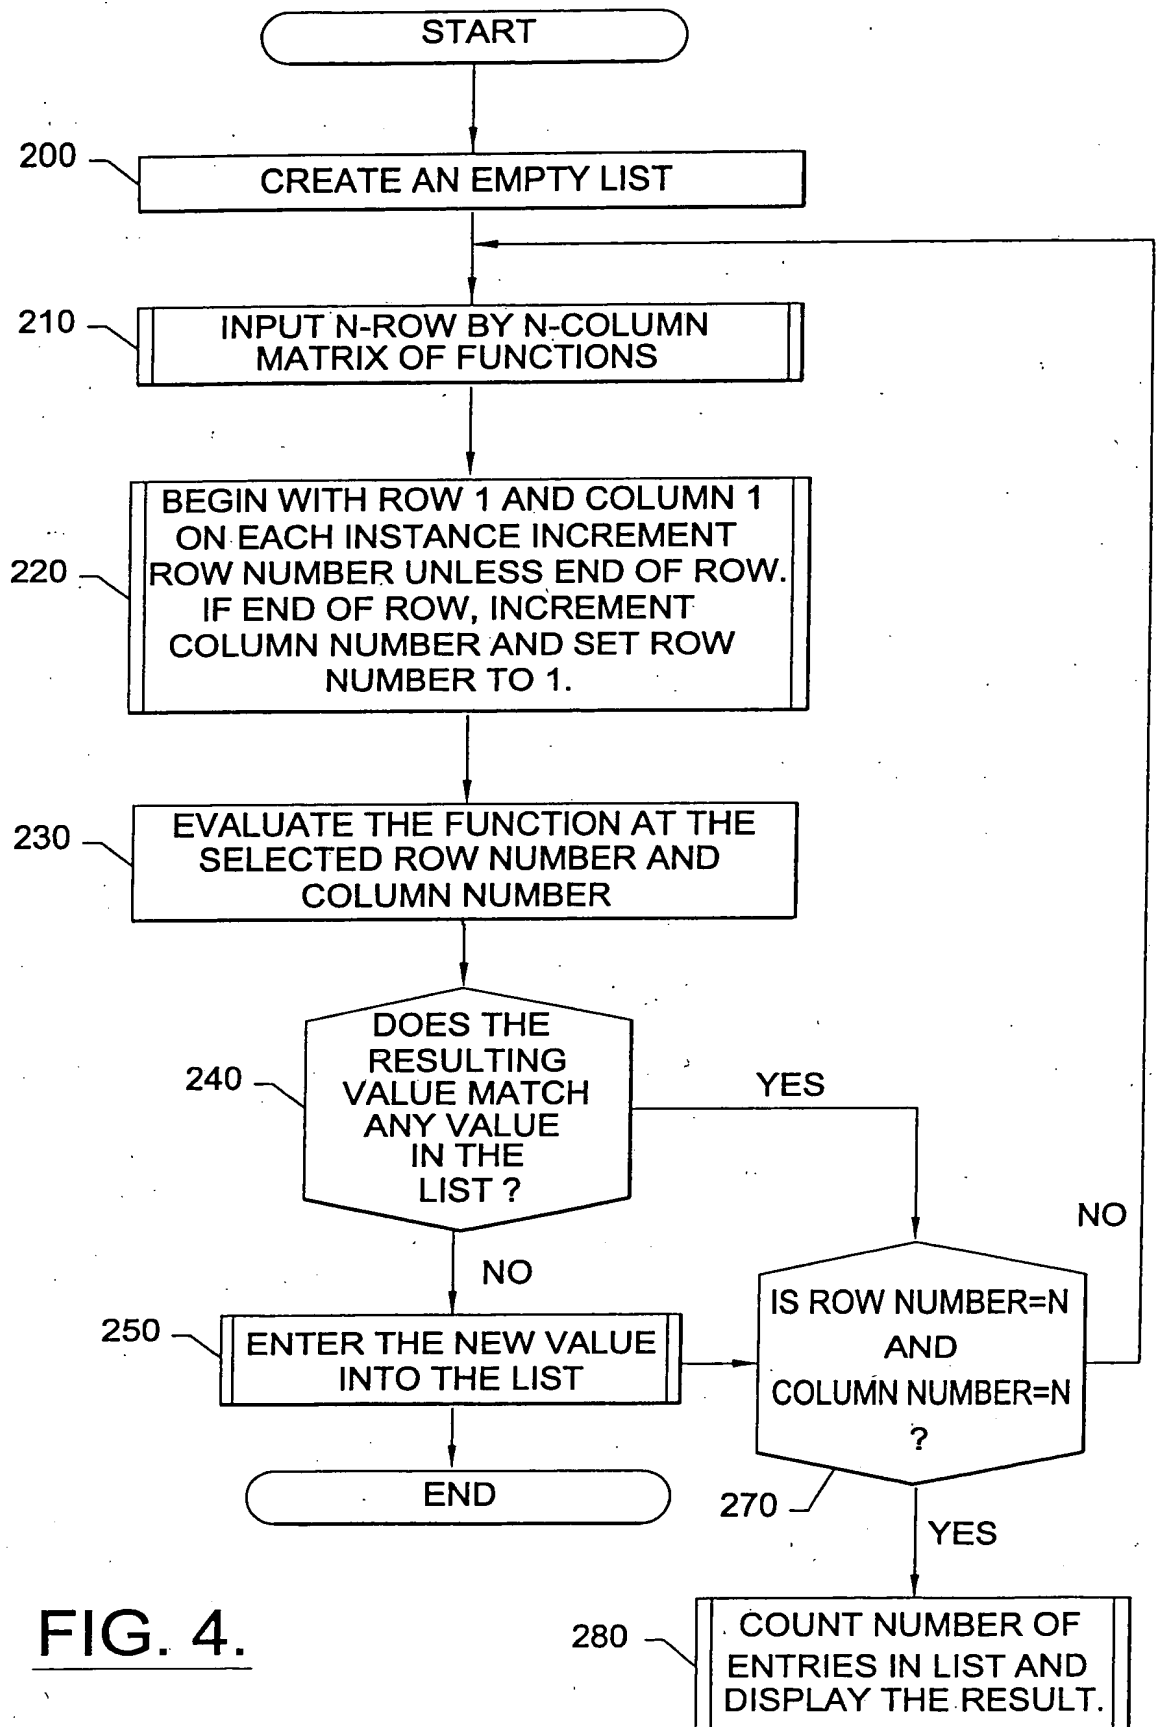 START
200
CREATE AN EMPTY LIST
210
INPUT N-ROW BY N-COLUMN
MATRIX OF FUNCTIONS
220
BEGIN WITH ROW 1 AND COLUMN 1
ON EACH INSTANCE INCREMENT
ROW NUMBER UNLESS END OF ROW.
IF END OF ROW, INCREMENT
COLUMN NUMBER AND SET ROW
NUMBER TO 1.
230
EVALUATE THE FUNCTION AT THE
SELECTED ROW NUMBER AND
COLUMN NUMBER
240
DOES THE
RESULTING
VALUE MATCH
ANY VALUE
IN THE
LIST ?
YES
NO
NO
250
ENTER THE NEW VALUE
INTO THE LIST
IS ROW NUMBER=N
AND
COLUMN NUMBER=N
?
END
270
YES
280
COUNT NUMBER OF
ENTRIES IN LIST AND
DISPLAY THE RESULT.
FIG. 4.